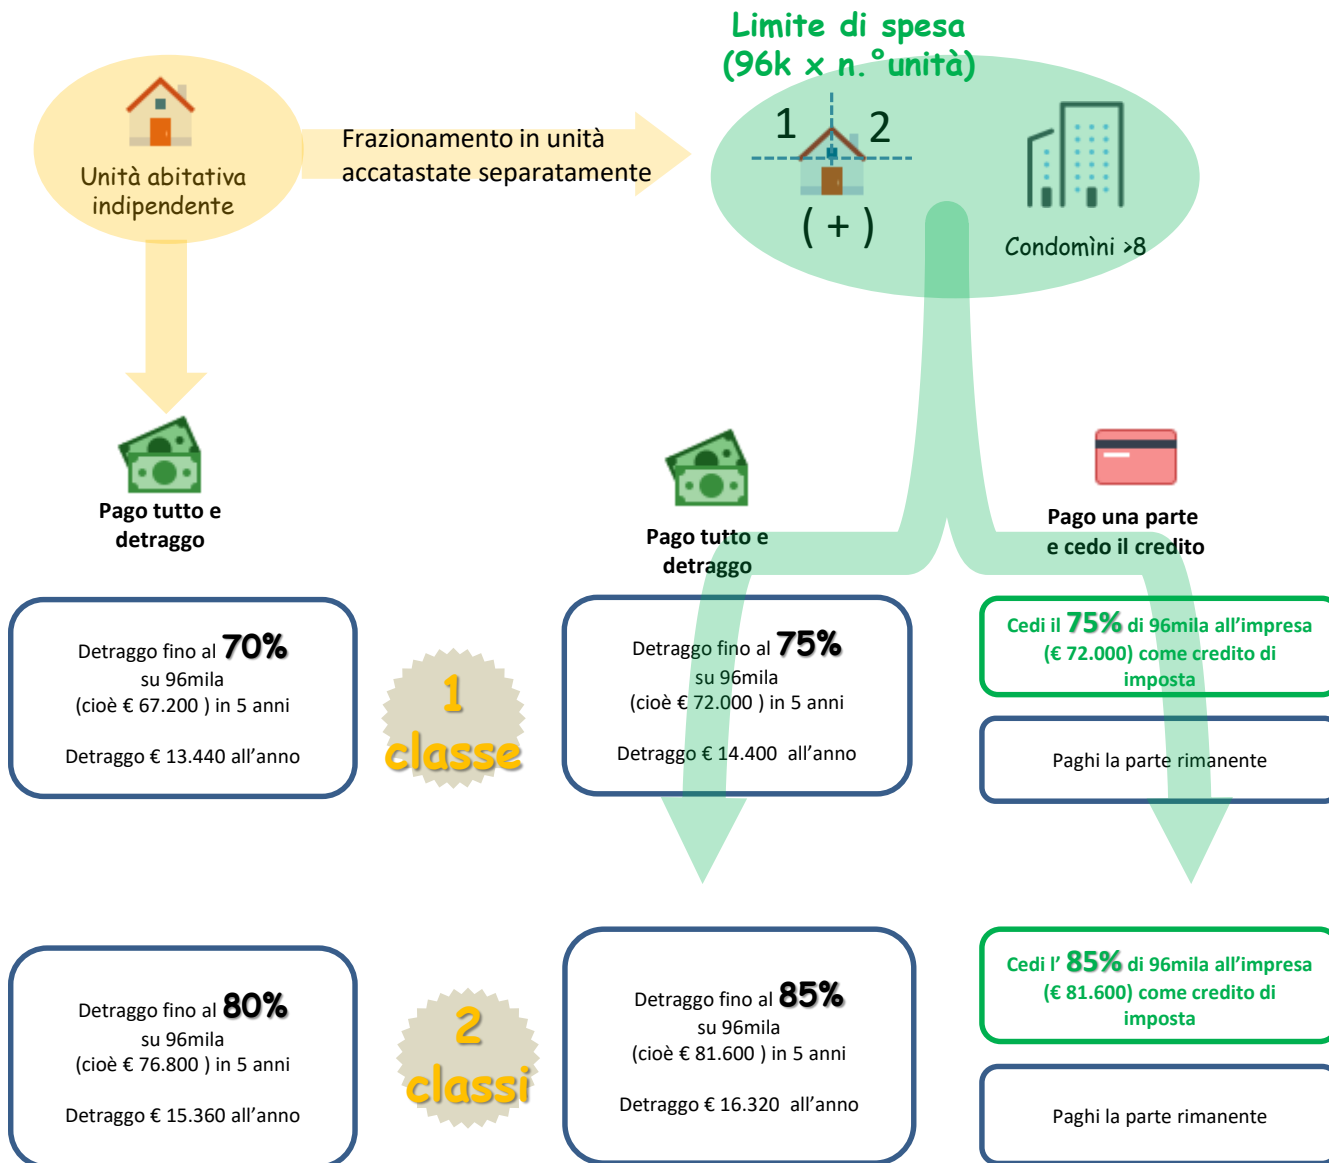 Limite di spesa
(96k x n.°unità)
Unità abitativa
indipendente
Frazionamento in unità
accatastate separatamente
1
2
( + )
Condomìni >8
Pago tutto e
detraggo
Pago tutto e
detraggo
Pago una parte
e cedo il credito
Detraggo fino al 70%
su 96mila
(cioè € 67.200 ) in 5 anni
Detraggo € 13.440 all’anno
1
classe
Detraggo fino al 75%
su 96mila
(cioè € 72.000 ) in 5 anni
Detraggo € 14.400 all’anno
Cedi il 75% di 96mila all’impresa
(€ 72.000) come credito di
imposta
Paghi la parte rimanente
Detraggo fino al 80%
su 96mila
(cioè € 76.800 ) in 5 anni
Detraggo € 15.360 all’anno
2
classi
Detraggo fino al 85%
su 96mila
(cioè € 81.600 ) in 5 anni
Detraggo € 16.320 all’anno
Cedi l’ 85% di 96mila all’impresa
(€ 81.600) come credito di
imposta
Paghi la parte rimanente